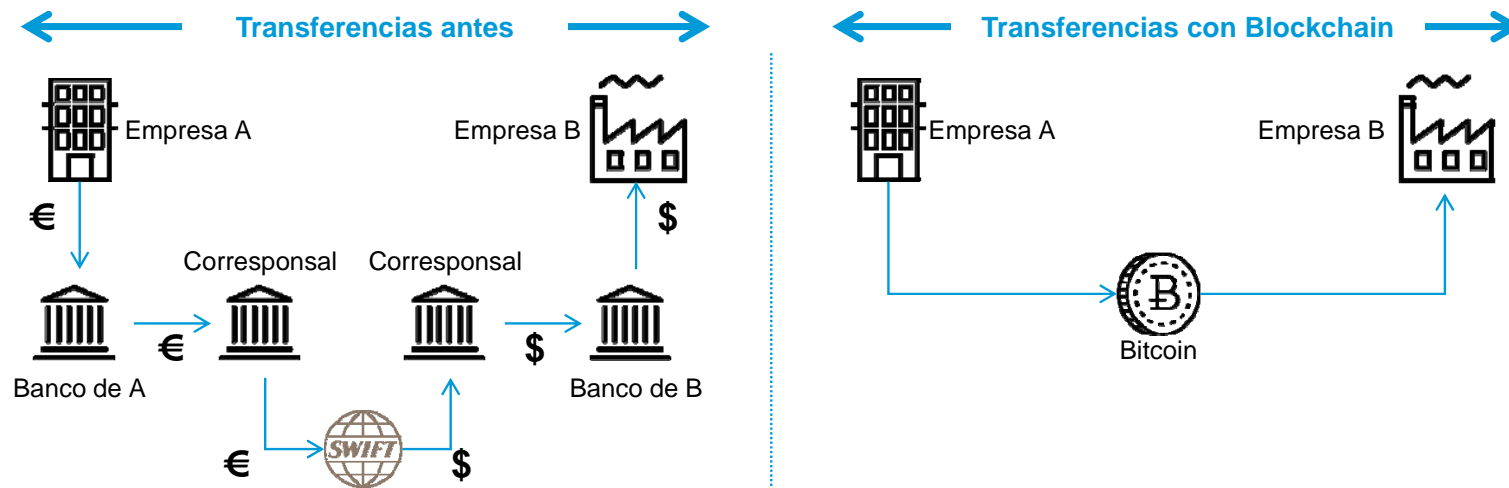 Transferencias antes
Empresa A
Empresa B
€
$
Corresponsal
Corresponsal
€
$
Banco de A
Banco de B
SWIFT
€
$
Transferencias con Blockchain
Empresa A
Empresa B
B
Bitcoin